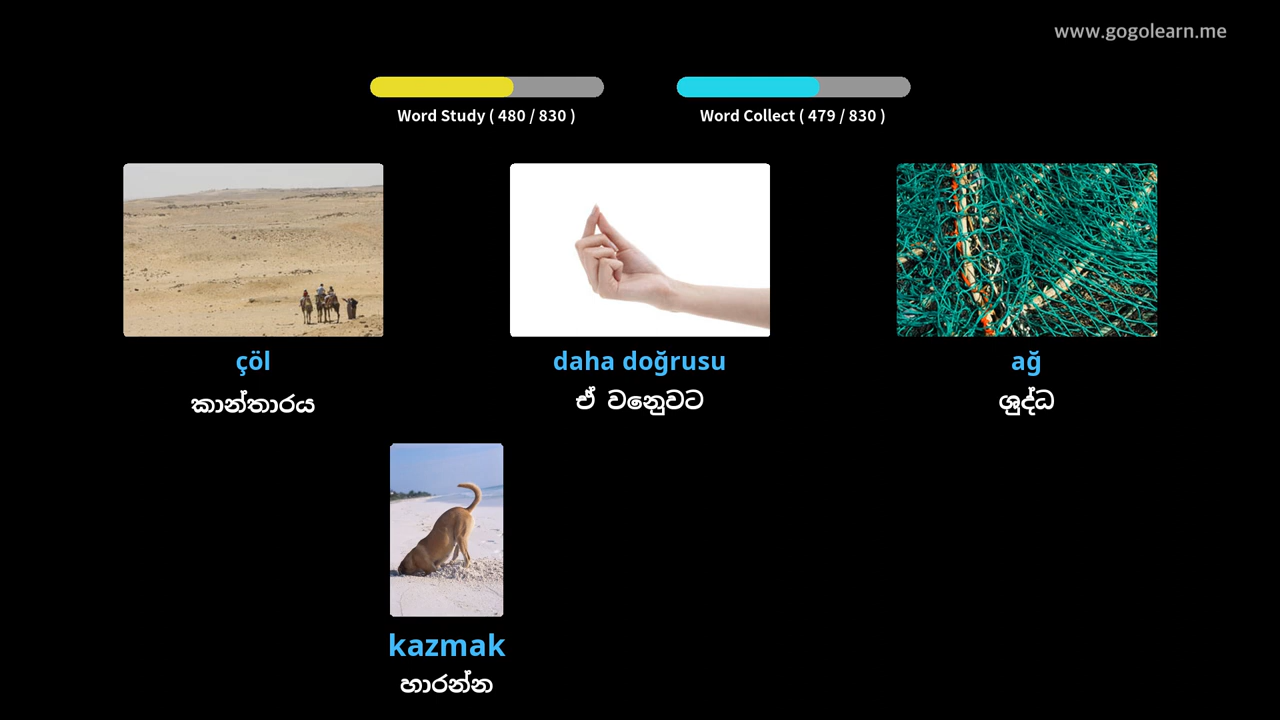 www.gogolearn.me
Word Study ( 480 / 830 )
Word Collect ( 479 / 830 )
çöl
කාන්තාරය
daha doğrusu
ඒ වනෙුවට
ağ
ශුද්ධ
kazmak
හාරන්න